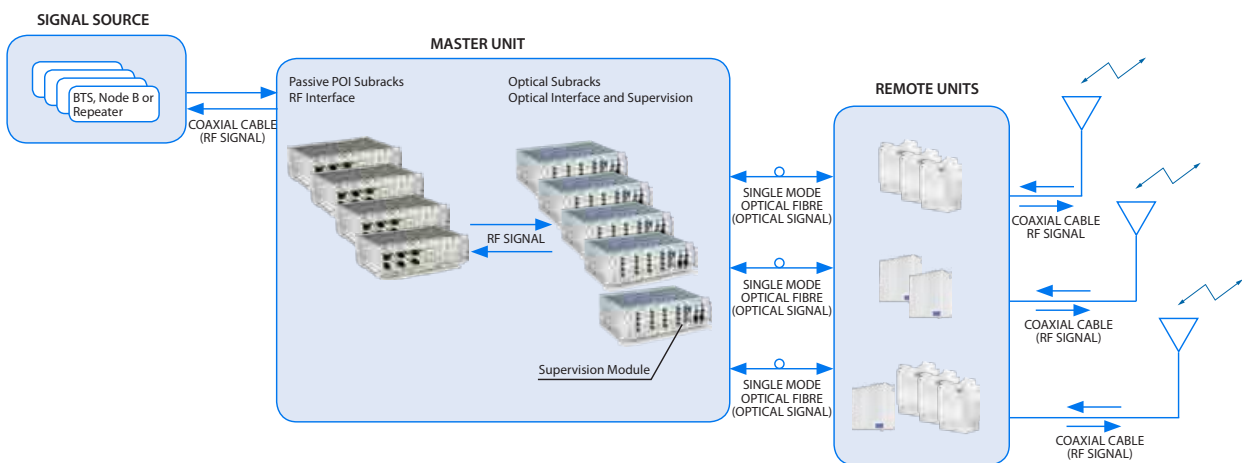 SIGNAL SOURCE
BTS, Node B or
Repeater
COAXIAL CABLE
(RF SIGNAL)
MASTER UNIT
Passive POI Subracks
RF Interface
Optical Subracks
Optical Interface and Supervision
RF SIGNAL
Supervision Module
SINGLE MODE
OPTICAL FIBRE
(OPTICAL SIGNAL)
SINGLE MODE
OPTICAL FIBRE
(OPTICAL SIGNAL)
SINGLE MODE
OPTICAL FIBRE
(OPTICAL SIGNAL)
REMOTE UNITS
COAXIAL CABLE
RF SIGNAL
COAXIAL CABLE
(RF SIGNAL)
COAXIAL CABLE
(RF SIGNAL)